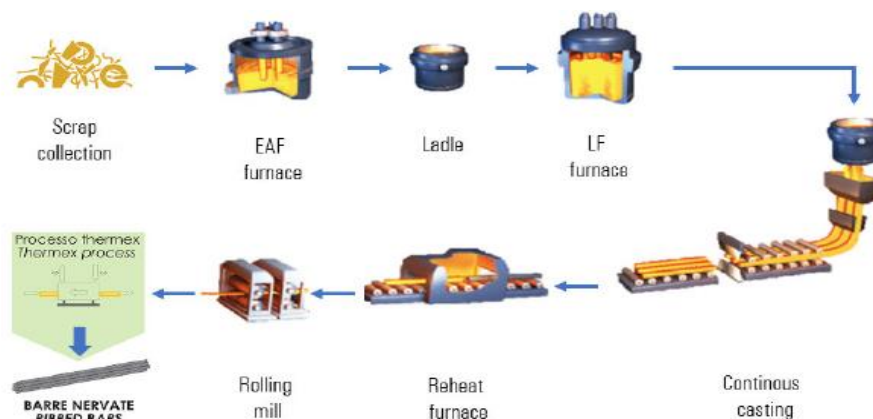 Scrap
collection
EAF
furnace
Ladle
LF
furnace
Processo thermex
Thermex process
BARRE NERVATE
RIBBED BARS
Rolling
mill
Reheat
furnace
Continous
casting